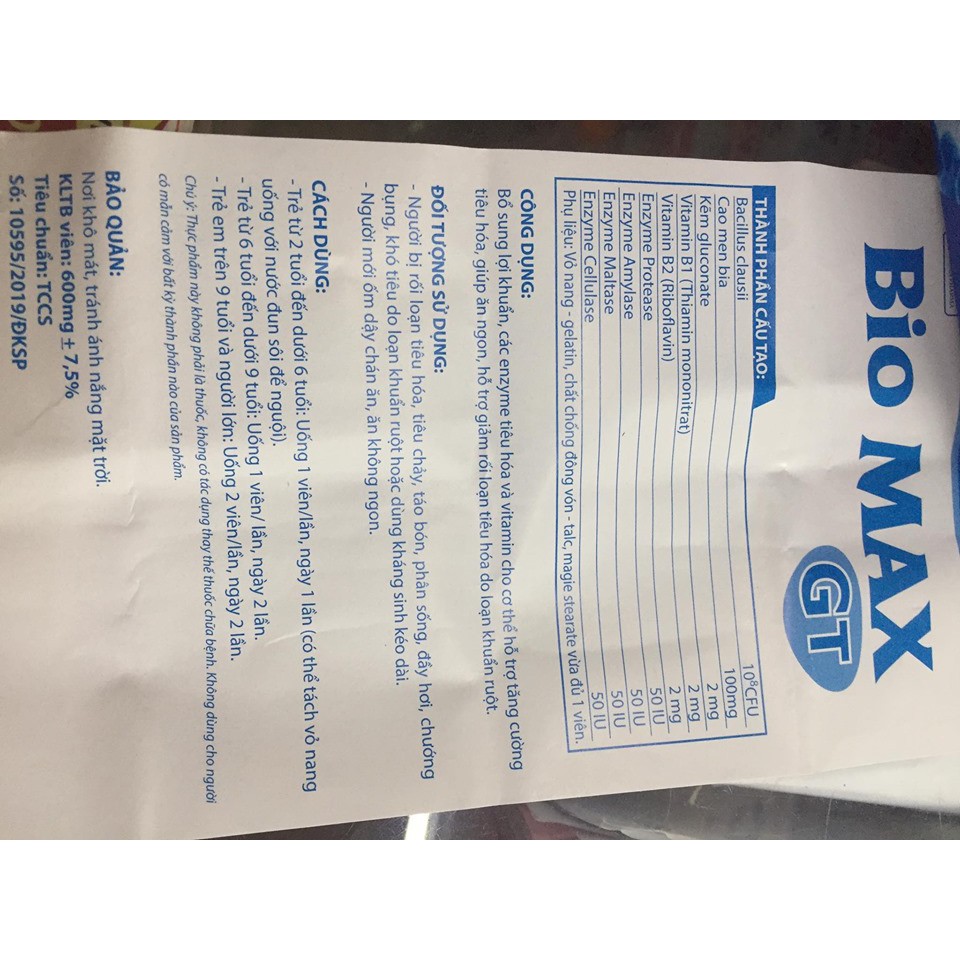 Bio MAX
GT
THÀNH PHẦN CẤU TẠO:
Bacillus clausii 10⁸CFU
Cao men bia 100mg
Kẽm gluconate 2 mg
Vitamin B1 (Thiamin mononitrat) 2 mg
Vitamin B2 (Riboflavin) 2 mg
Enzyme Protease 50 IU
Enzyme Amylase 50 IU
Enzyme Maltase 50 IU
Enzyme Cellulase 50 IU
Phụ liệu: Vỏ nang - gelatin, chất chống đông vón - talc, magie stearate vừa đủ 1 viên.
CÔNG DỤNG:
Bổ sung lợi khuẩn, các enzyme tiêu hóa và vitamin cho cơ thể hỗ trợ tăng cường
tiêu hóa, giúp ăn ngon, hỗ trợ giảm rối loạn tiêu hóa do loạn khuẩn ruột.
ĐỐI TƯỢNG SỬ DỤNG:
- Người bị rối loạn tiêu hóa, tiêu chảy, táo bón, phân sống, đầy hơi, chướng
bụng, khó tiêu do loạn khuẩn ruột hoặc dùng kháng sinh kéo dài.
- Người mới ốm dậy chán ăn, ăn không ngon.
CÁCH DÙNG:
- Trẻ từ 2 tuổi đến dưới 6 tuổi: Uống 1 viên/lần, ngày 1 lần (có thể tách vỏ nang
uống với nước đun sôi để nguội).
- Trẻ từ 6 tuổi đến dưới 9 tuổi: Uống 1 viên/ lần, ngày 2 lần.
- Trẻ em trên 9 tuổi và người lớn: Uống 2 viên/lần, ngày 2 lần.
Chú ý: Thực phẩm này không phải là thuốc, không có tác dụng thay thế thuốc chữa bệnh. Không dùng cho người
có mẫn cảm với bất kỳ thành phần nào của sản phẩm.
BẢO QUẢN:
Nơi khô mát, tránh ánh nắng mặt trời.
KLTB viên: 600mg ± 7,5%
Tiêu chuẩn: TCCS
Số: 10595/2019/ĐKSP